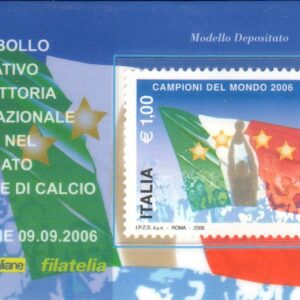 Modello Depositato
BOLLO
ATIVO
TTORIA
AZIONALE
NEL
ATO
E DI CALCIO
NE 09.09.2006
aliane filatelia
CAMPIONI DEL MONDO 2006
€ 1,00
ITALIA
I.P.Z.S. S.p.A. - ROMA - 2006